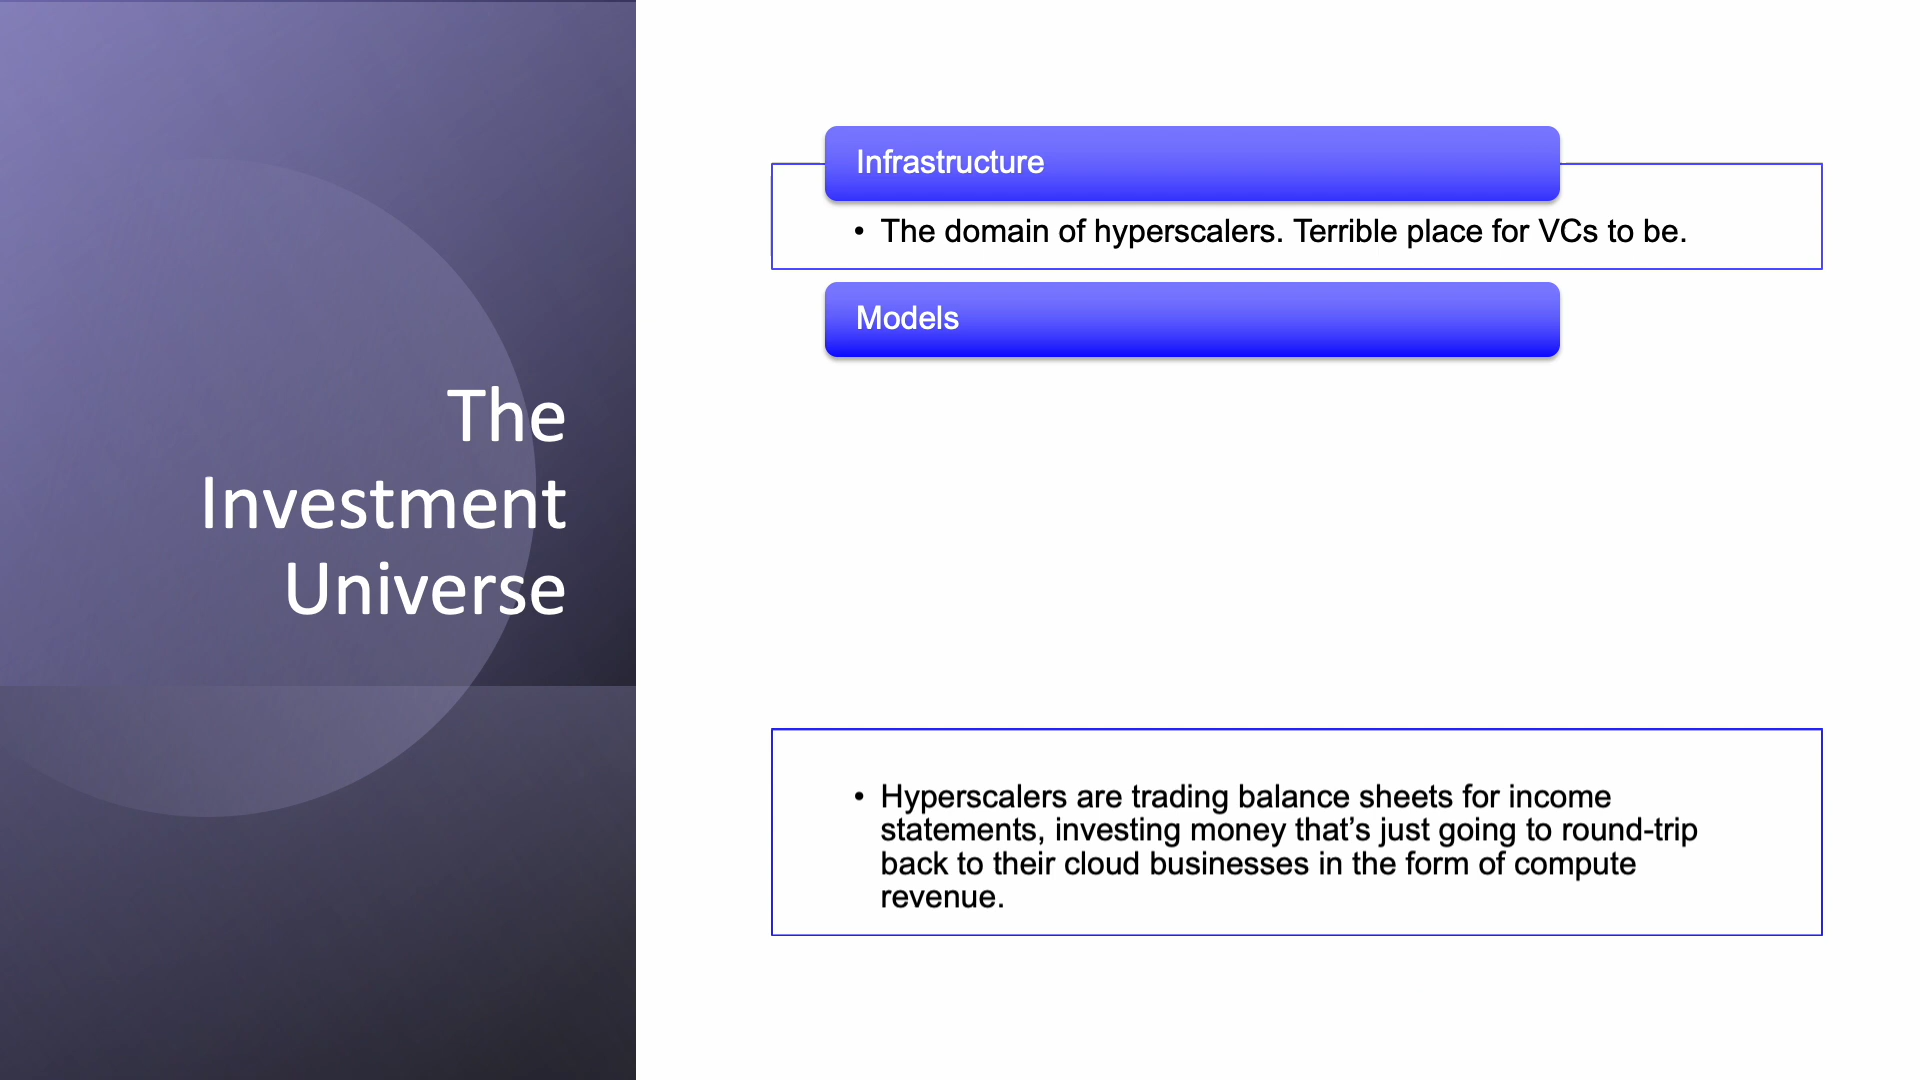 The
Investment
Universe
Infrastructure
• The domain of hyperscalers. Terrible place for VCs to be.
Models
• Hyperscalers are trading balance sheets for income
statements, investing money that’s just going to round-trip
back to their cloud businesses in the form of compute
revenue.